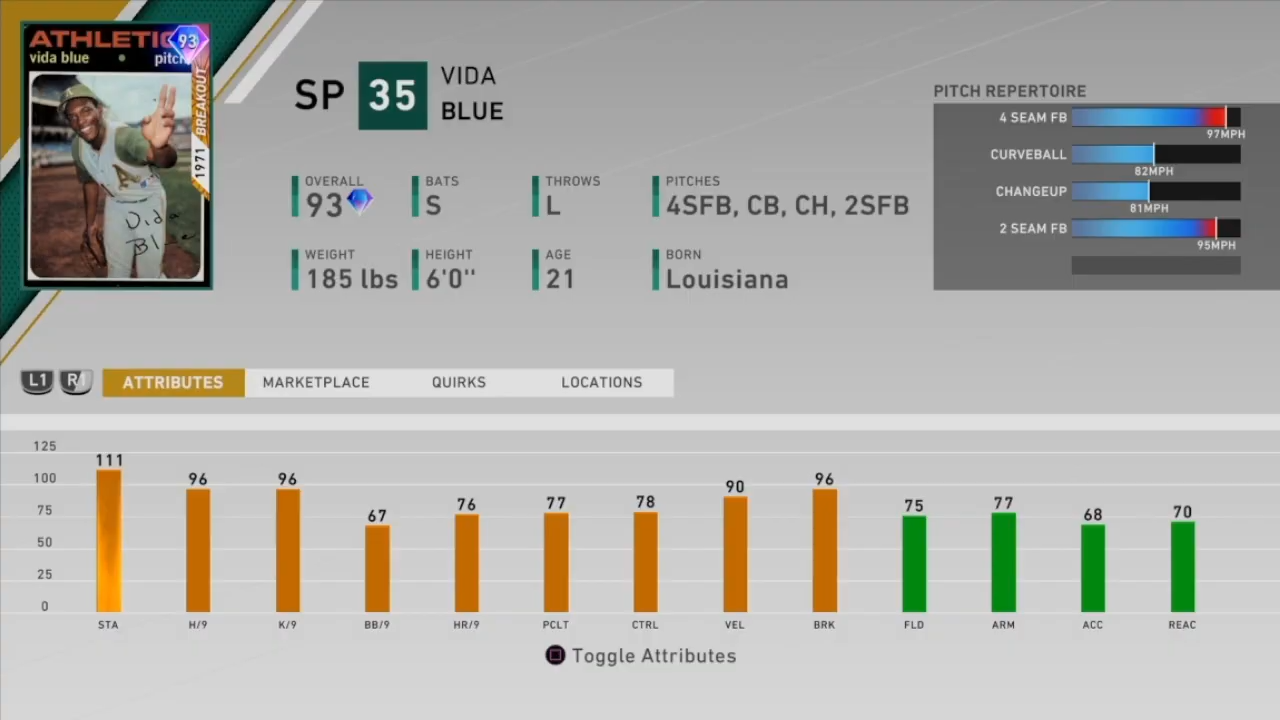 ATHLETIC
93
vida blue • pitch
BREAKOUT
1971
Vida
Blue
SP 35 VIDA
BLUE
OVERALL BATS THROWS PITCHES
93 S L 4SFB, CB, CH, 2SFB
WEIGHT HEIGHT AGE BORN
185 lbs 6'0" 21 Louisiana
PITCH REPERTOIRE
4 SEAM FB
97MPH
CURVEBALL
82MPH
CHANGEUP
81MPH
2 SEAM FB
95MPH
L1 R1 ATTRIBUTES MARKETPLACE QUIRKS LOCATIONS
125
100
75
50
25
0
111 96 96 67 76 77 78 90 96 75 77 68 70
STA H/9 K/9 BB/9 HR/9 PCLT CTRL VEL BRK FLD ARM ACC REAC
Toggle Attributes